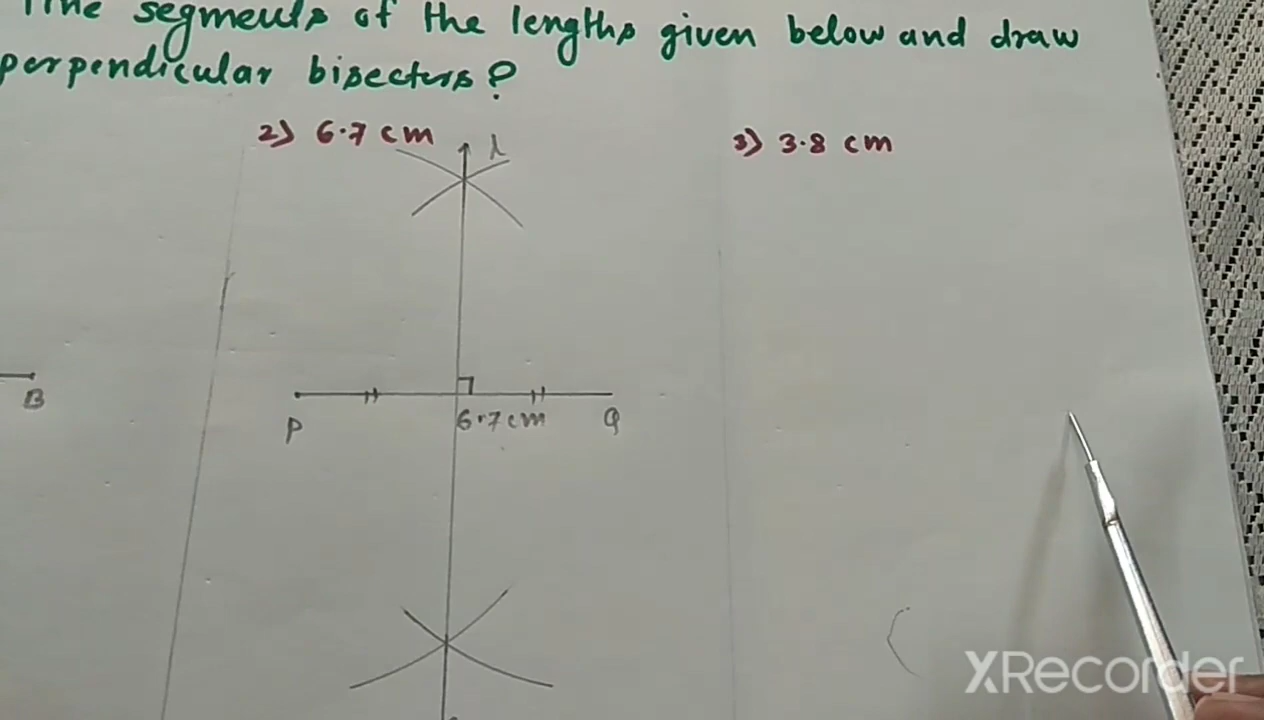 line segments of the lengths given below and draw
perpendicular bisectors?
2) 6.7 cm
3) 3.8 cm
l
B
P
6.7 cm
Q
XRecorder